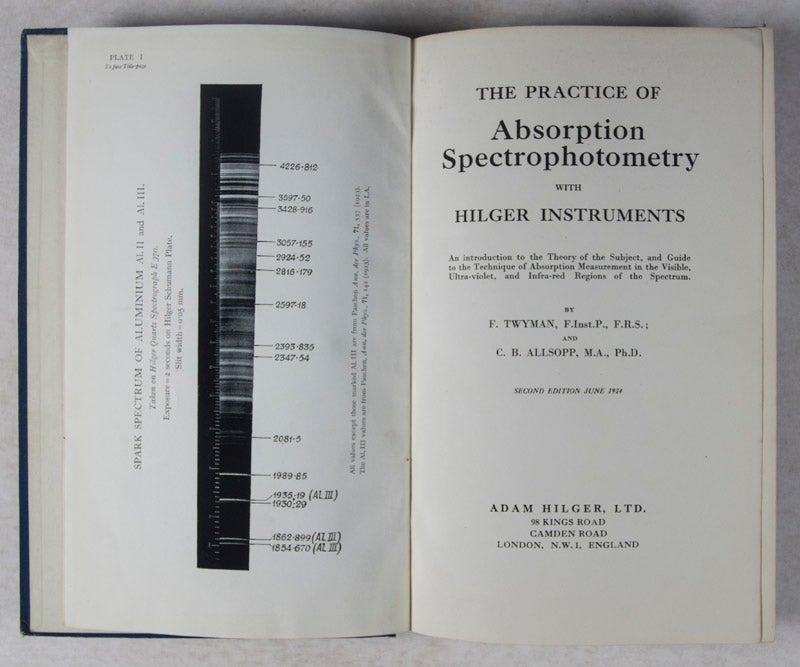 PLATE I
To face Title-page
SPARK SPECTRUM OF ALUMINIUM Al. II and Al. III.
Taken on Hilger Quartz Spectrograph E 370.
Exposure = 2 seconds on Hilger Schumann Plate.
Slit width = 0·05 mm.
4226·812
3597·50
3428·916
3057·155
2924·52
2816·179
2597·18
2393·835
2347·54
2081·5
1989·85
1935·19 (Al. III)
1930·29
1862·899 (Al. III)
1854·670 (Al. III)
All values except those marked Al. III are from Paschen Ann. der Phys., 71, 537 (1923).
The Al. III values are from Paschen, Ann. der Phys., 71, 142 (1923). All values are in I.A.
THE PRACTICE OF
Absorption
Spectrophotometry
WITH
HILGER INSTRUMENTS
An introduction to the Theory of the Subject, and Guide
to the Technique of Absorption Measurement in the Visible,
Ultra-violet, and Infra-red Regions of the Spectrum.
BY
F. TWYMAN, F.Inst.P., F.R.S.;
AND
C. B. ALLSOPP, M.A., Ph.D.
SECOND EDITION JUNE 1934
ADAM HILGER, LTD.
98 KINGS ROAD
CAMDEN ROAD
LONDON, N.W. 1, ENGLAND